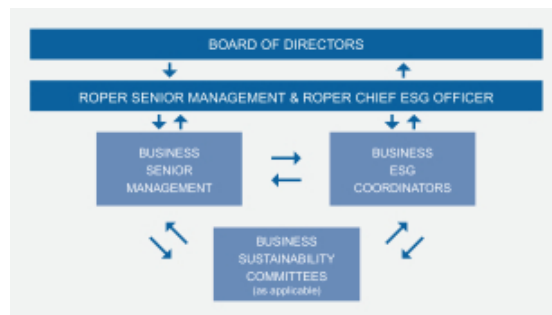 BOARD OF DIRECTORS
ROPER SENIOR MANAGEMENT & ROPER CHIEF ESG OFFICER
BUSINESS
SENIOR
MANAGEMENT
BUSINESS
ESG
COORDINATORS
BUSINESS
SUSTAINABILITY
COMMITTEES
(as applicable)